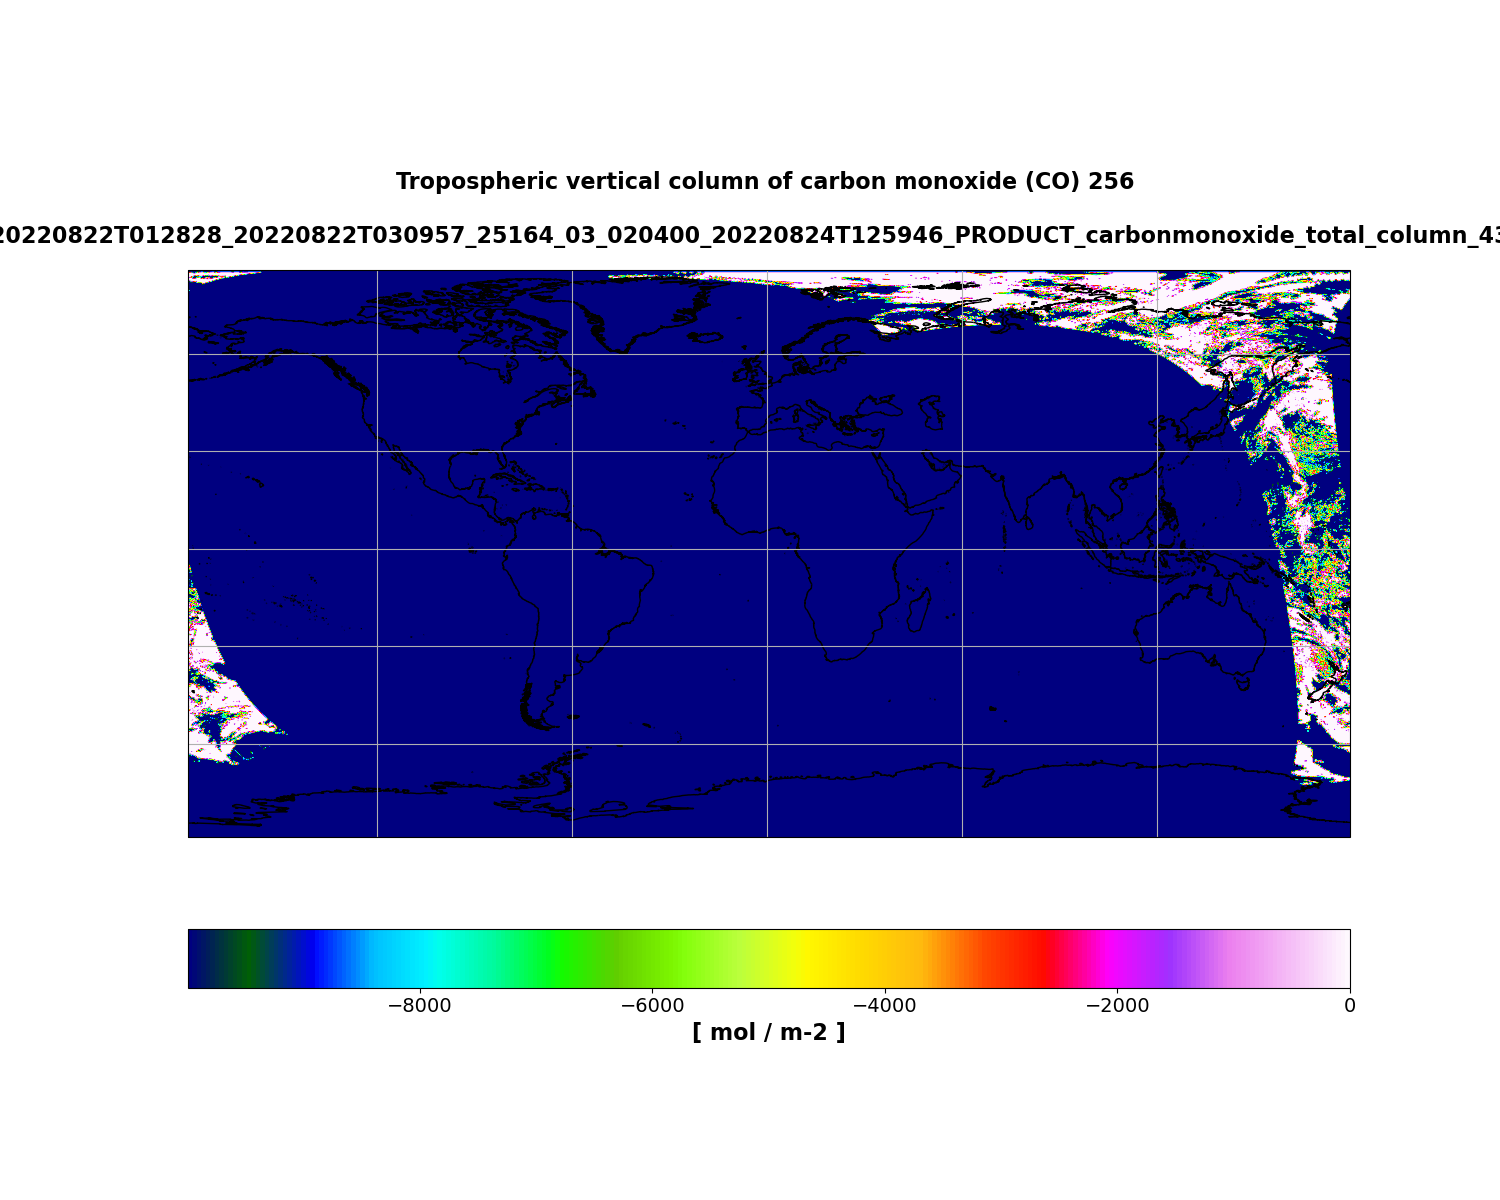 Tropospheric vertical column of carbon monoxide (CO) 256
20220822T012828_20220822T030957_25164_03_020400_20220824T125946_PRODUCT_carbonmonoxide_total_column_43
−8000 −6000 −4000 −2000 0
[ mol / m-2 ]